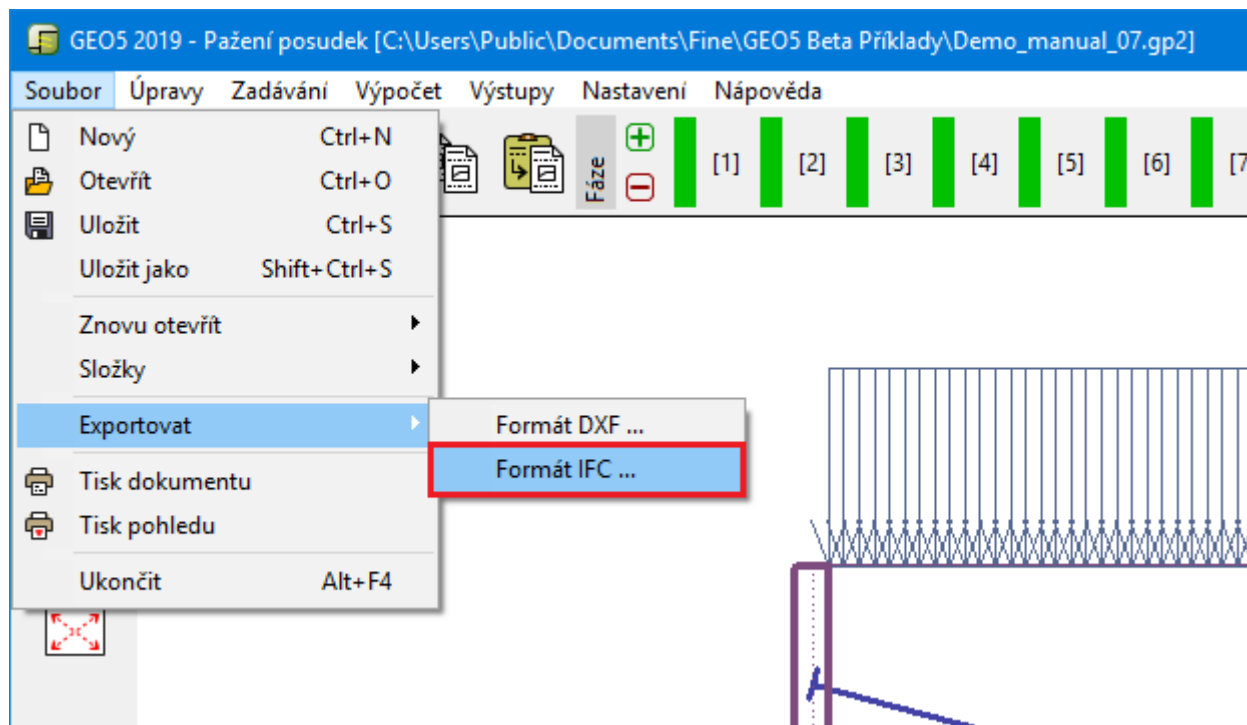 GEO5 2019 - Pažení posudek [C:\Users\Public\Documents\Fine\GEO5 Beta Příklady\Demo_manual_07.gp2]
Soubor Úpravy Zadávání Výpočet Výstupy Nastavení Nápověda
Fáze [1] [2] [3] [4] [5] [6] [7
Nový Ctrl+N
Otevřít Ctrl+O
Uložit Ctrl+S
Uložit jako Shift+Ctrl+S
Znovu otevřít
Složky
Exportovat
Formát DXF ...
Formát IFC ...
Tisk dokumentu
Tisk pohledu
Ukončit Alt+F4